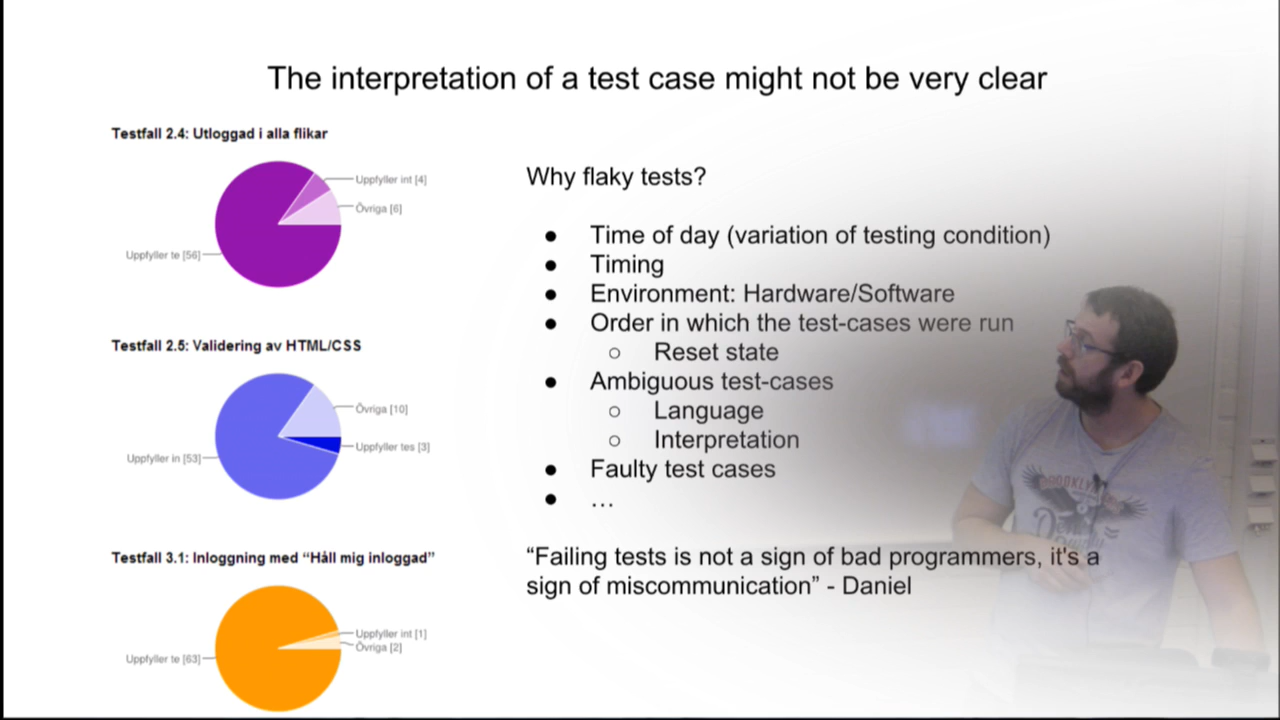 The interpretation of a test case might not be very clear
Testfall 2.4: Utloggad i alla flikar
Uppfyller int [4]
Övriga [6]
Uppfyller te [56]
Testfall 2.5: Validering av HTML/CSS
Övriga [10]
Uppfyller tes [3]
Uppfyller in [53]
Testfall 3.1: Inloggning med “Håll mig inloggad”
Uppfyller int [1]
Övriga [2]
Uppfyller te [63]
Why flaky tests?
● Time of day (variation of testing condition)
● Timing
● Environment: Hardware/Software
● Order in which the test-cases were run
○ Reset state
● Ambiguous test-cases
○ Language
○ Interpretation
● Faulty test cases
● …
“Failing tests is not a sign of bad programmers, it's a
sign of miscommunication” - Daniel